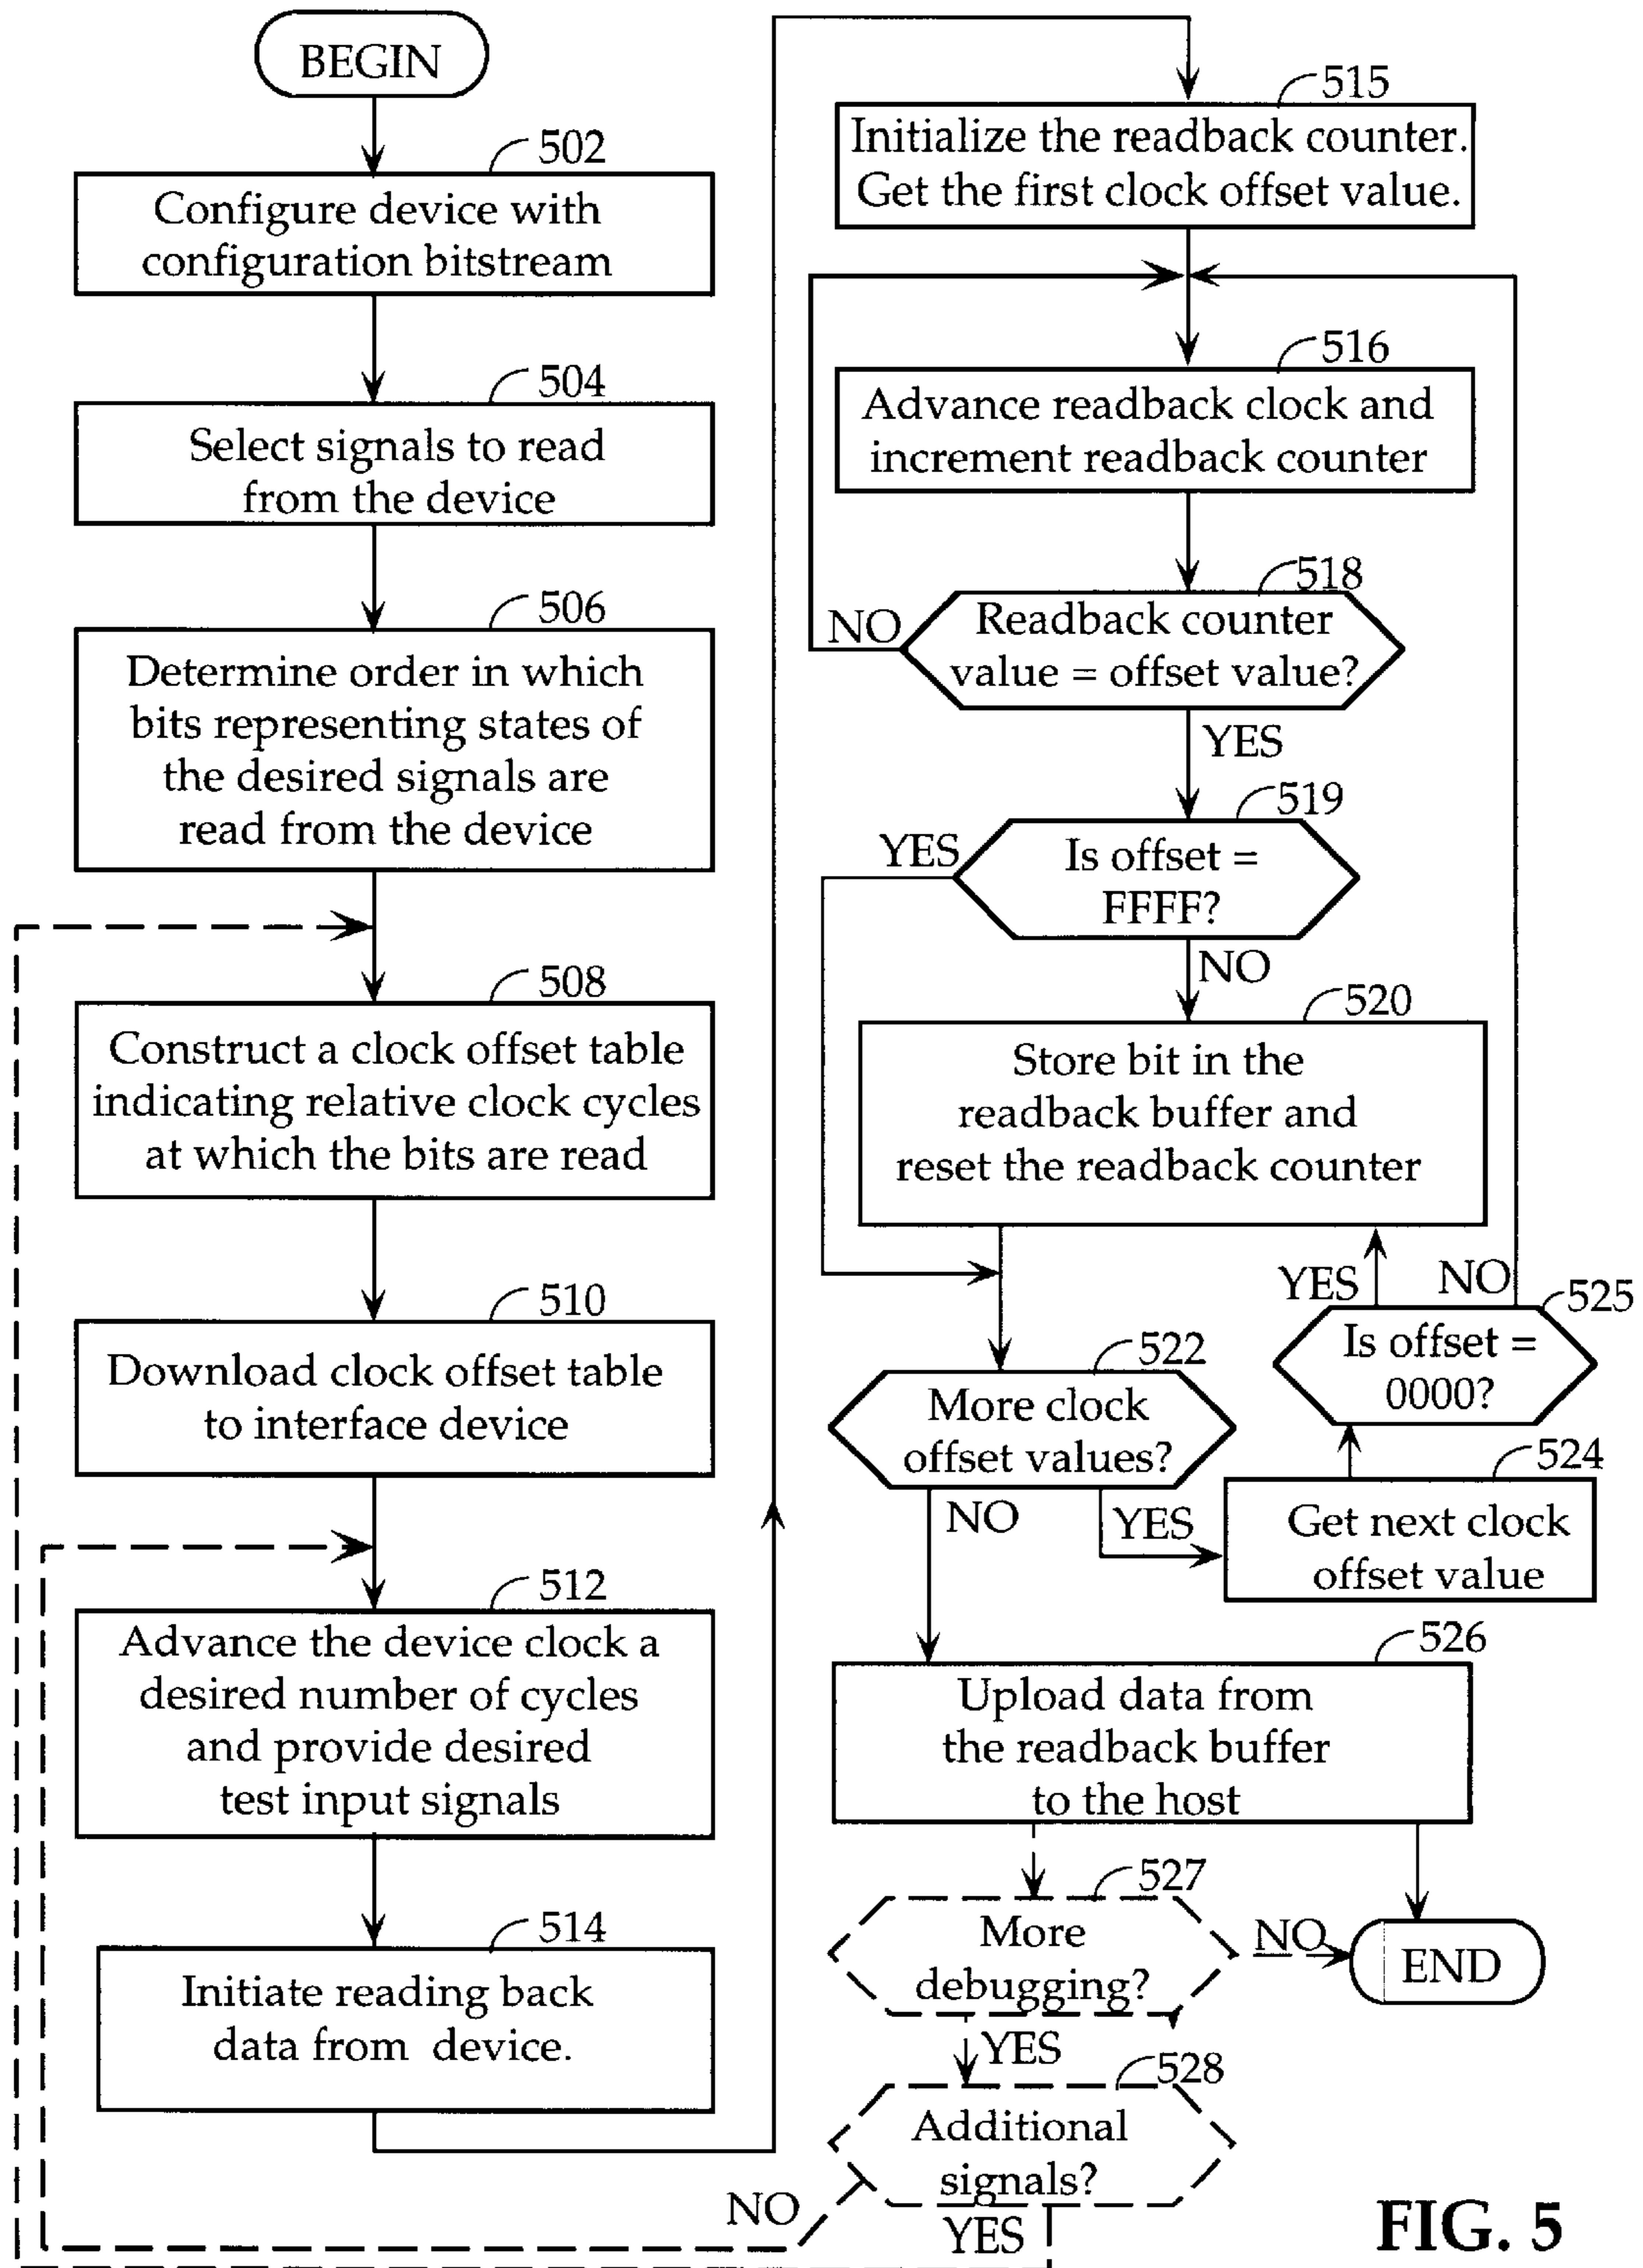 BEGIN
502
Configure device with
configuration bitstream
504
Select signals to read
from the device
506
Determine order in which
bits representing states of
the desired signals are
read from the device
508
Construct a clock offset table
indicating relative clock cycles
at which the bits are read
510
Download clock offset table
to interface device
512
Advance the device clock a
desired number of cycles
and provide desired
test input signals
514
Initiate reading back
data from device.
515
Initialize the readback counter.
Get the first clock offset value.
516
Advance readback clock and
increment readback counter
518
Readback counter
value = offset value?
NO
YES
519
Is offset =
FFFF?
YES
NO
520
Store bit in the
readback buffer and
reset the readback counter
YES
NO
525
Is offset =
0000?
522
More clock
offset values?
NO
YES
524
Get next clock
offset value
526
Upload data from
the readback buffer
to the host
527
More
debugging?
NO
END
YES
528
Additional
signals?
NO
YES
FIG. 5